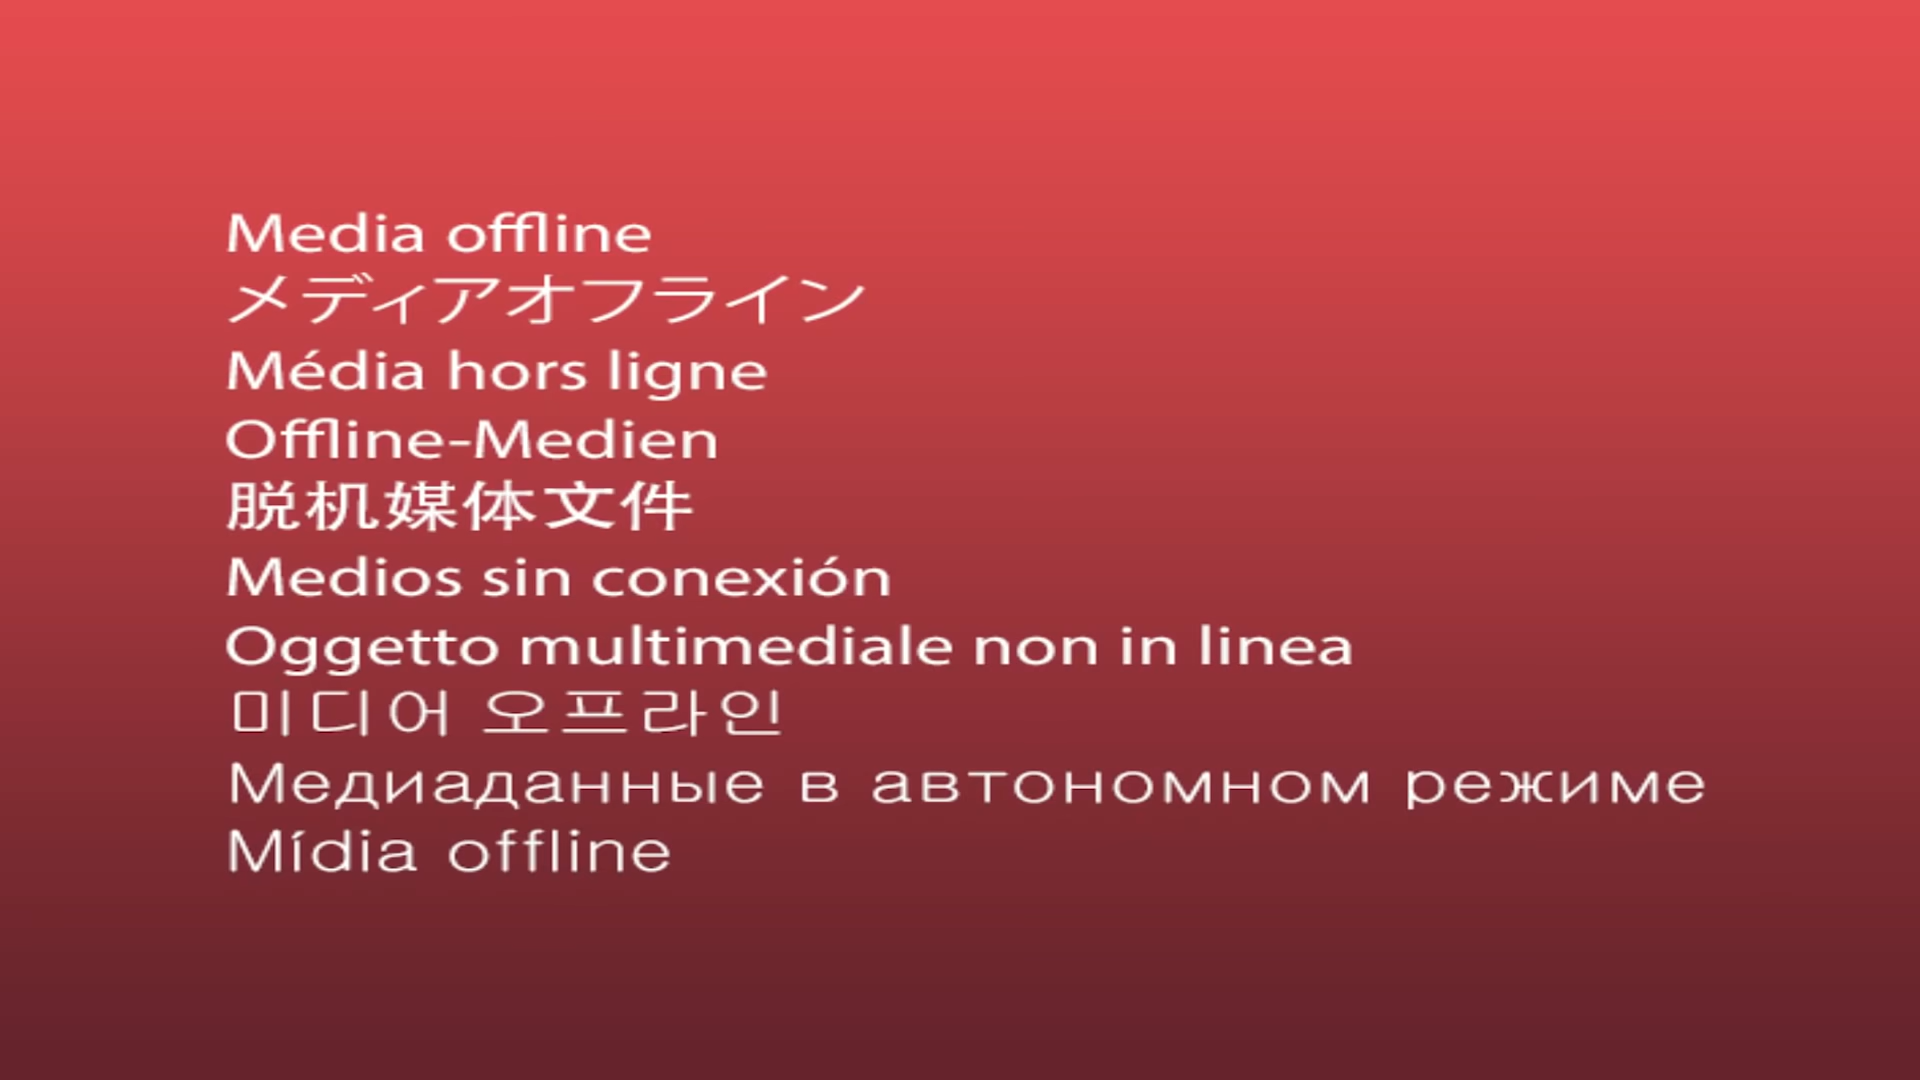 Media offline
メディアオフライン
Média hors ligne
Offline-Medien
脱机媒体文件
Medios sin conexión
Oggetto multimediale non in linea
미디어 오프라인
Медиаданные в автономном режиме
Mídia offline